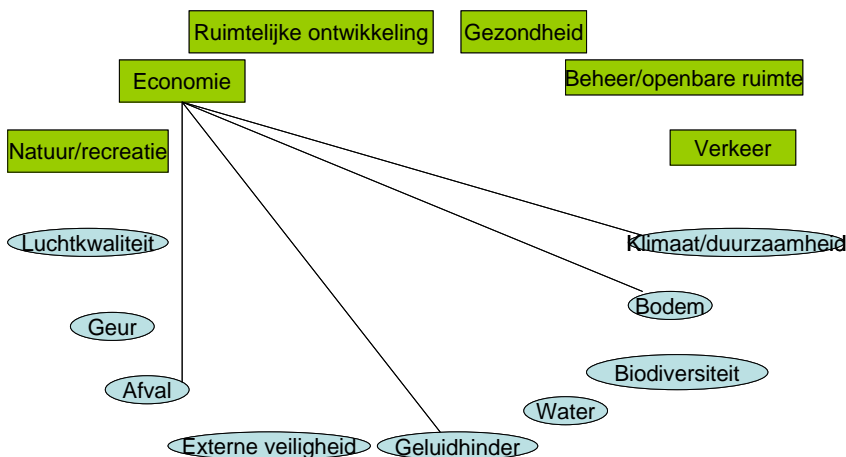 Ruimtelijke ontwikkeling
Gezondheid
Economie
Beheer/openbare ruimte
Natuur/recreatie
Verkeer
Luchtkwaliteit
Klimaat/duurzaamheid
Bodem
Geur
Biodiversiteit
Afval
Water
Externe veiligheid
Geluidhinder